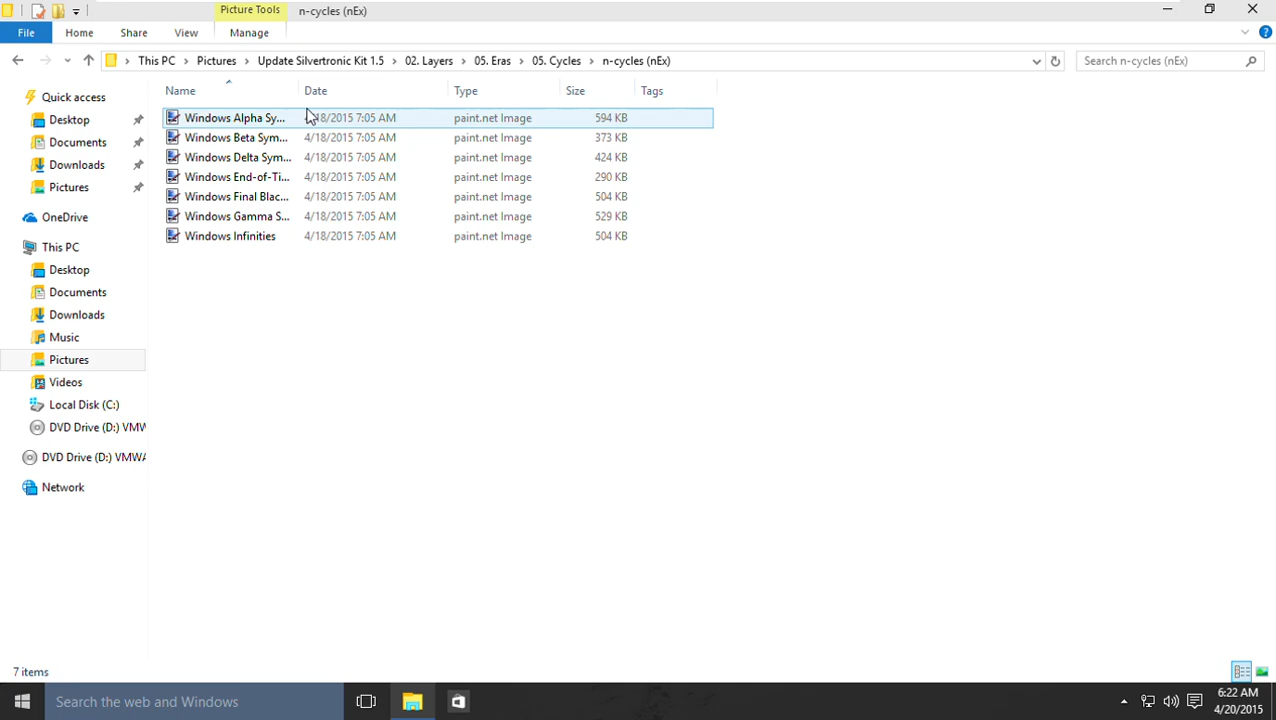 Picture Tools n-cycles (nEx)
File Home Share View Manage
This PC Pictures Update Silvertronic Kit 1.5 02. Layers 05. Eras 05. Cycles n-cycles (nEx) Search n-cycles (nEx)
Name Date Type Size Tags
Quick access
Desktop
Documents
Downloads
Pictures
OneDrive
This PC
Desktop
Documents
Downloads
Music
Pictures
Videos
Local Disk (C:)
DVD Drive (D:) VMW
DVD Drive (D:) VMWA
Network
Windows Alpha Sy... /18/2015 7:05 AM paint.net Image 594 KB
Windows Beta Sym... 4/18/2015 7:05 AM paint.net Image 373 KB
Windows Delta Sym... 4/18/2015 7:05 AM paint.net Image 424 KB
Windows End-of-Ti... 4/18/2015 7:05 AM paint.net Image 290 KB
Windows Final Blac... 4/18/2015 7:05 AM paint.net Image 504 KB
Windows Gamma S... 4/18/2015 7:05 AM paint.net Image 529 KB
Windows Infinities 4/18/2015 7:05 AM paint.net Image 504 KB
7 items
Search the web and Windows
6:22 AM
4/20/2015